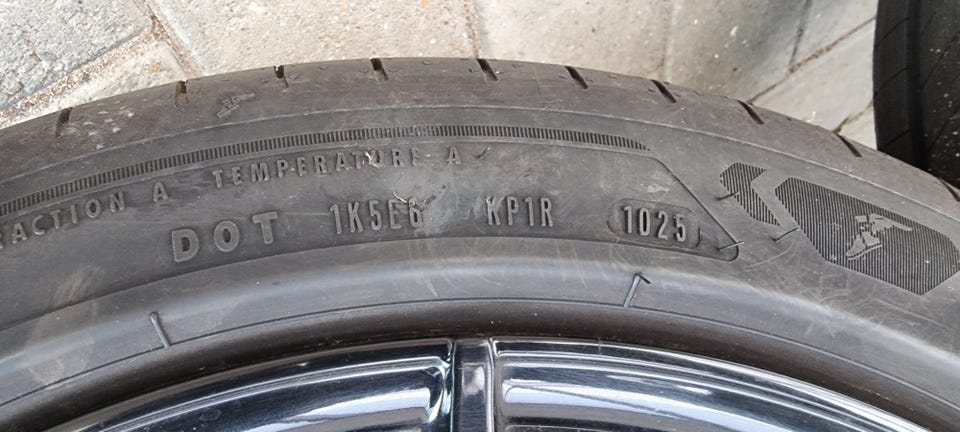 RACTION A TEMPERATURE A
DOT 1K5E6 KP1R 1025